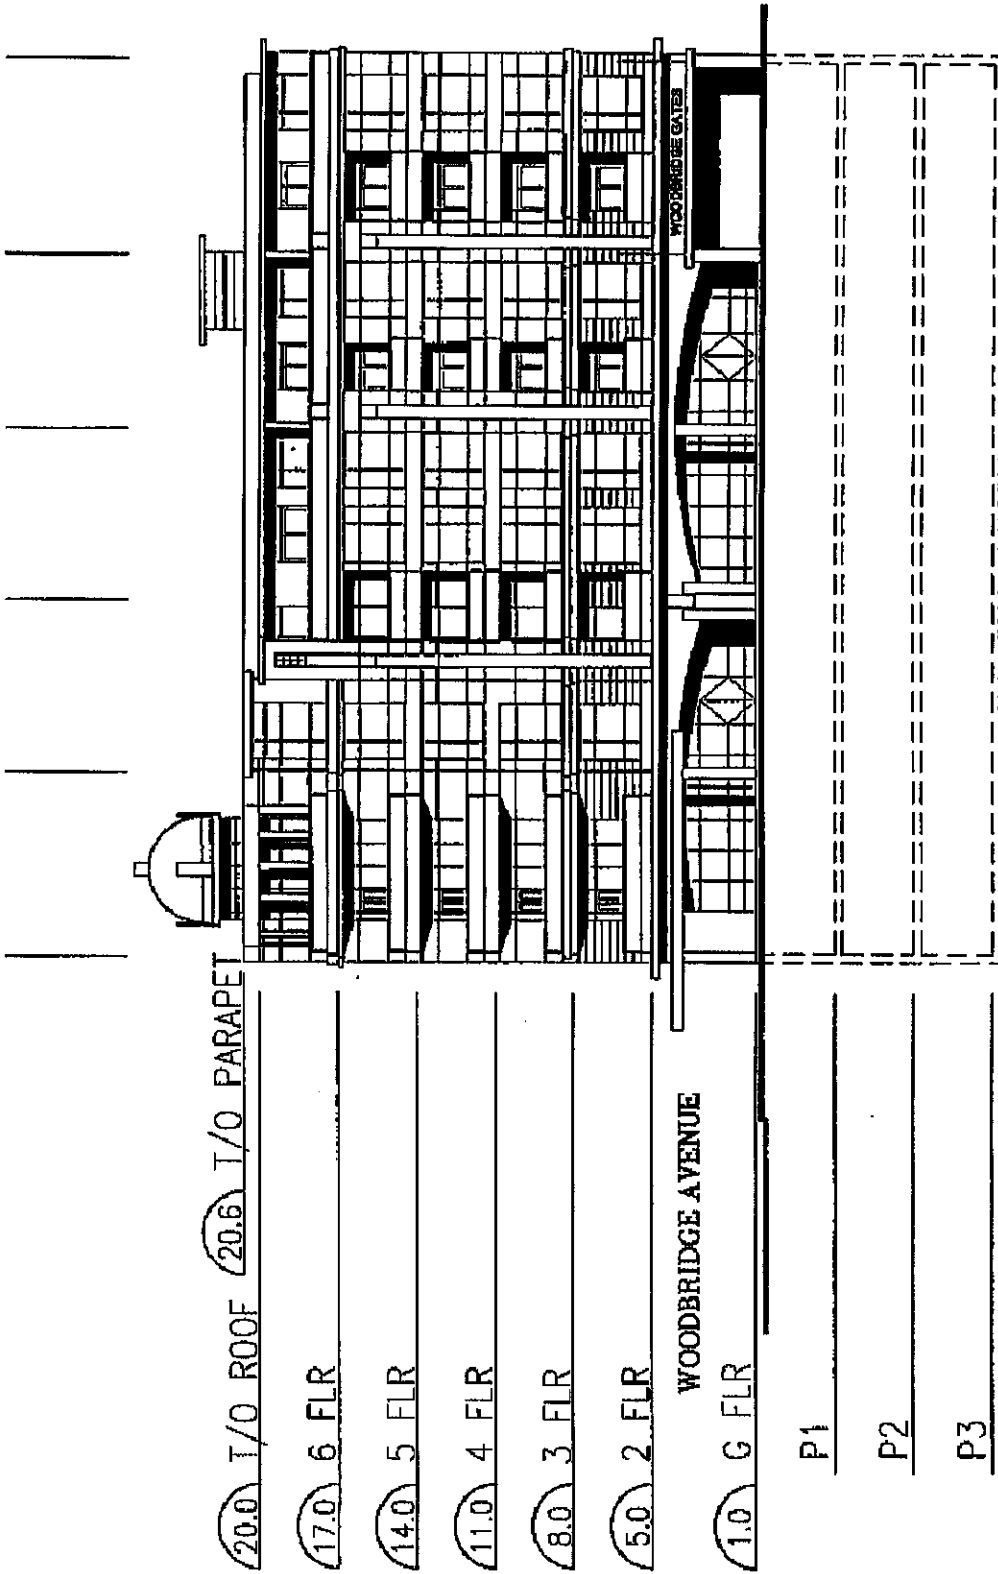 20.6 T/O PARAPET
20.0 T/O ROOF
17.0 6 FLR
14.0 5 FLR
11.0 4 FLR
8.0 3 FLR
5.0 2 FLR
WOODBRIDGE GATES
WOODBRIDGE AVENUE
1.0 G FLR
P1
P2
P3